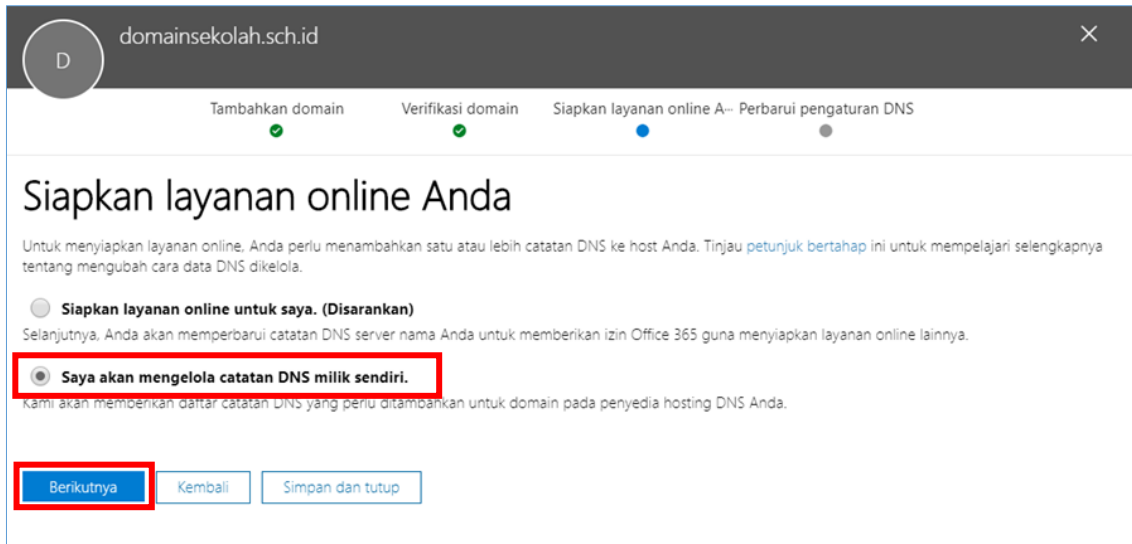 domainsekolah.sch.id
D
Tambahkan domain
Verifikasi domain
Siapkan layanan online A...
Perbarui pengaturan DNS
Siapkan layanan online Anda
Untuk menyiapkan layanan online, Anda perlu menambahkan satu atau lebih catatan DNS ke host Anda. Tinjau petunjuk bertahap ini untuk mempelajari selengkapnya
tentang mengubah cara data DNS dikelola.
Siapkan layanan online untuk saya. (Disarankan)
Selanjutnya, Anda akan memperbarui catatan DNS server nama Anda untuk memberikan izin Office 365 guna menyiapkan layanan online lainnya.
Saya akan mengelola catatan DNS milik sendiri.
Kami akan memberikan daftar catatan DNS yang perlu ditambahkan untuk domain pada penyedia hosting DNS Anda.
Berikutnya
Kembali
Simpan dan tutup